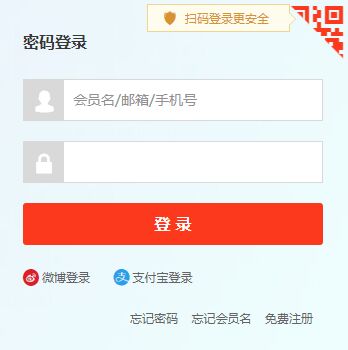 扫码登录更安全
密码登录
会员名/邮箱/手机号
登 录
微博登录 支付宝登录
忘记密码 忘记会员名 免费注册